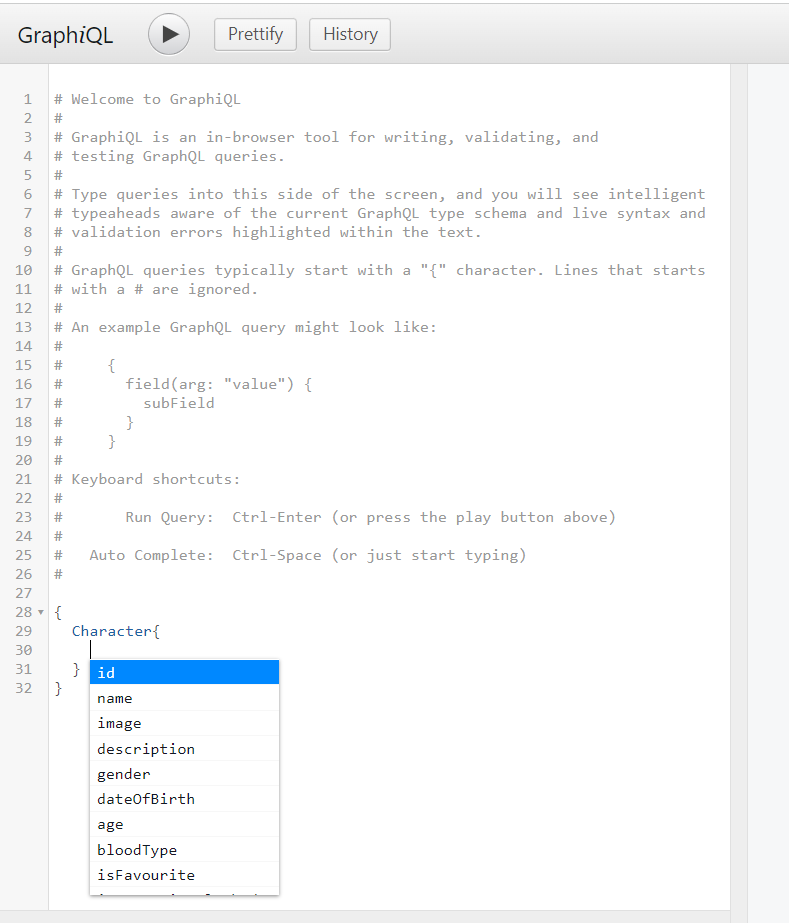 GraphiQL Prettify History
1 # Welcome to GraphiQL
2 #
3 # GraphiQL is an in-browser tool for writing, validating, and
4 # testing GraphQL queries.
5 #
6 # Type queries into this side of the screen, and you will see intelligent
7 # typeaheads aware of the current GraphQL type schema and live syntax and
8 # validation errors highlighted within the text.
9 #
10 # GraphQL queries typically start with a "{" character. Lines that starts
11 # with a # are ignored.
12 #
13 # An example GraphQL query might look like:
14 #
15 #     {
16 #       field(arg: "value") {
17 #         subField
18 #       }
19 #     }
20 #
21 # Keyboard shortcuts:
22 #
23 #       Run Query:  Ctrl-Enter (or press the play button above)
24 #
25 #   Auto Complete:  Ctrl-Space (or just start typing)
26 #
27
28 {
29   Character{
30
31   }
32 }
id
name
image
description
gender
dateOfBirth
age
bloodType
isFavourite